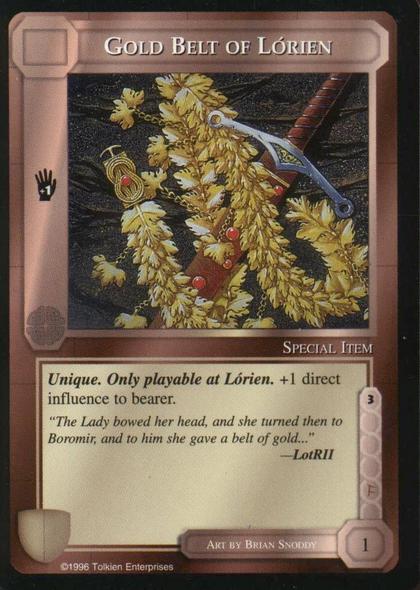 GOLD BELT OF LÓRIEN
+1
SPECIAL ITEM
Unique. Only playable at Lórien. +1 direct
influence to bearer.
“The Lady bowed her head, and she turned then to
Boromir, and to him she gave a belt of gold...”
—LotRII
3
ART BY BRIAN SNODDY
1
©1996 Tolkien Enterprises